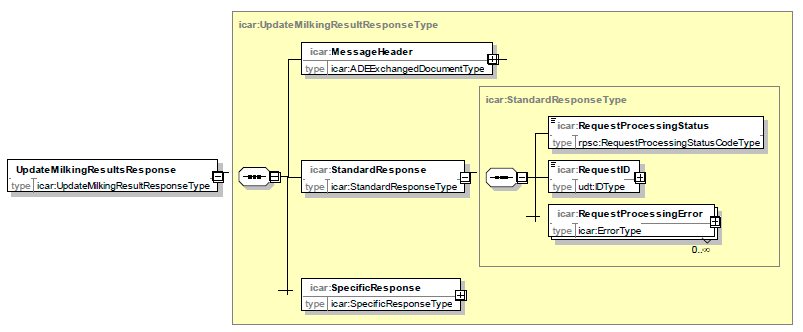 icar:UpdateMilkingResultResponseType
icar:MessageHeader
type icar:ADEExchangedDocumentType
icar:StandardResponseType
icar:RequestProcessingStatus
type rpsc:RequestProcessingStatusCodeType
UpdateMilkingResultsResponse
type icar:UpdateMilkingResultResponseType
icar:StandardResponse
type icar:StandardResponseType
icar:RequestID
type udt:IDType
icar:RequestProcessingError
type icar:ErrorType
0..∞
icar:SpecificResponse
type icar:SpecificResponseType